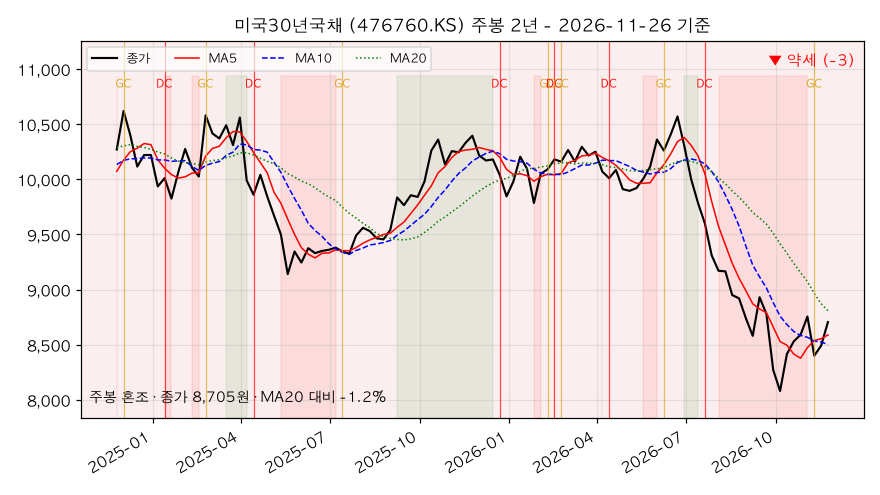 미국30년국채 (476760.KS) 주봉 2년 - 2026-11-26 기준
종가 MA5 MA10 MA20
▼ 약세 (-3)
GC DC GC DC GC DC GC DC GC DC GC DC GC
11,000
10,500
10,000
9,500
9,000
8,500
8,000
주봉 혼조 · 종가 8,705원 · MA20 대비 -1.2%
2025-01 2025-04 2025-07 2025-10 2026-01 2026-04 2026-07 2026-10